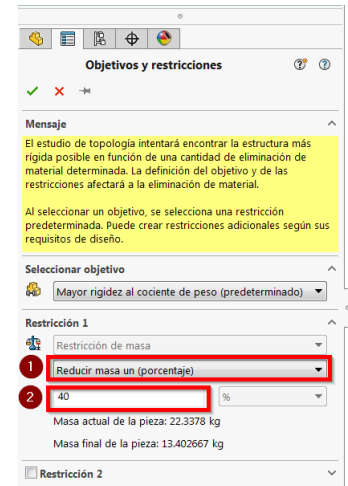 Objetivos y restricciones
Mensaje
El estudio de topología intentará encontrar la estructura más
rígida posible en función de una cantidad de eliminación de
material determinada. La definición del objetivo y de las
restricciones afectará a la eliminación de material.
Al seleccionar un objetivo, se selecciona una restricción
predeterminada. Puede crear restricciones adicionales según sus
requisitos de diseño.
Seleccionar objetivo
Mayor rigidez al cociente de peso (predeterminado)
Restricción 1
Restricción de masa
1 Reducir masa un (porcentaje)
2 40 %
Masa actual de la pieza: 22.3378 kg
Masa final de la pieza: 13.402667 kg
Restricción 2